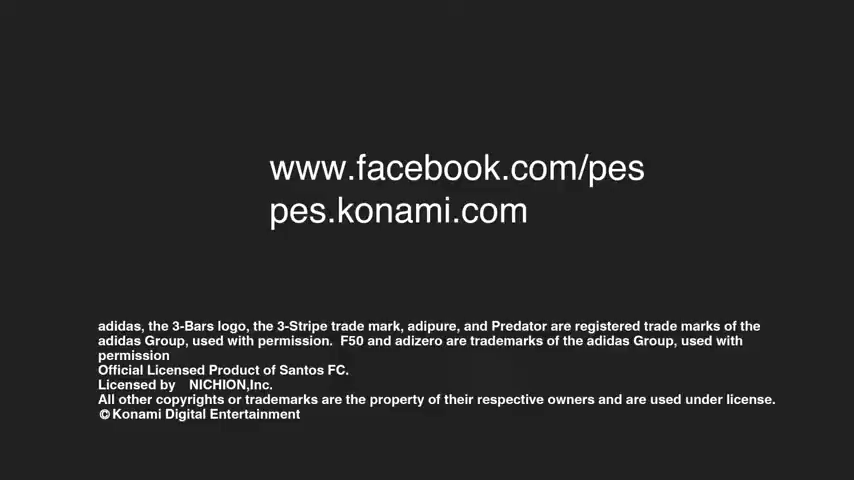 www.facebook.com/pes
pes.konami.com
adidas, the 3-Bars logo, the 3-Stripe trade mark, adipure, and Predator are registered trade marks of the
adidas Group, used with permission.  F50 and adizero are trademarks of the adidas Group, used with
permission
Official Licensed Product of Santos FC.
Licensed by   NICHION,Inc.
All other copyrights or trademarks are the property of their respective owners and are used under license.
©Konami Digital Entertainment